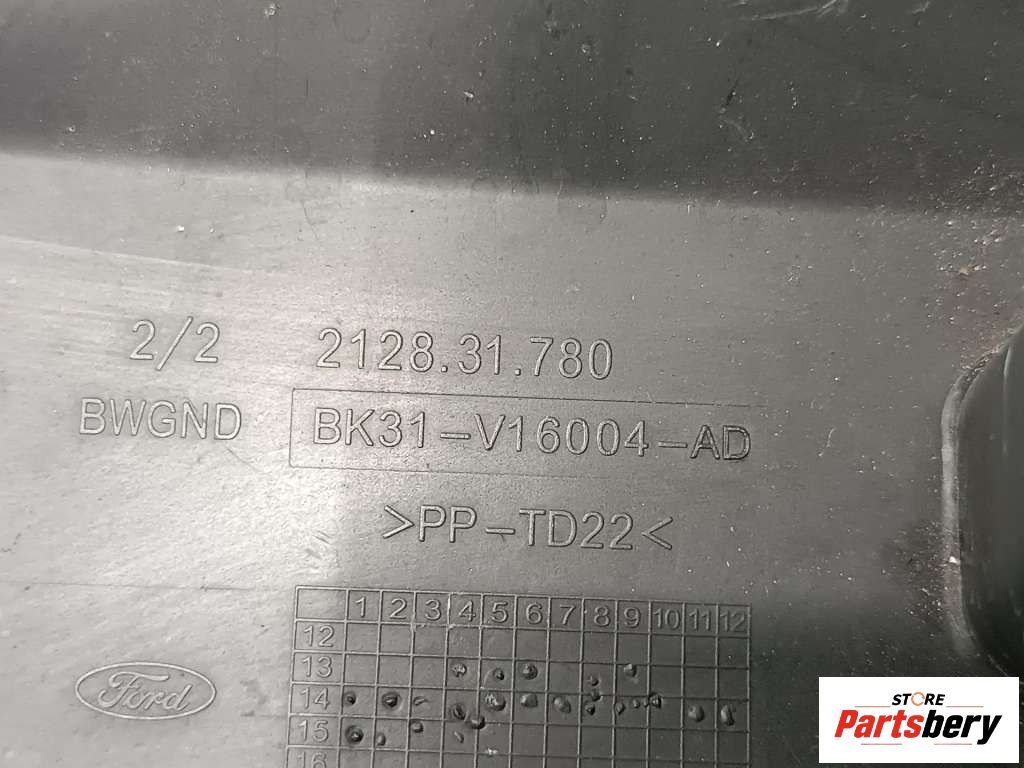 2/2 2128.31.780
BWGND BK31-V16004-AD
>PP-TD22<
1 2 3 4 5 6 7 8 9 10 11 12
12
13
14
15
16
Ford
STORE
Partsbery